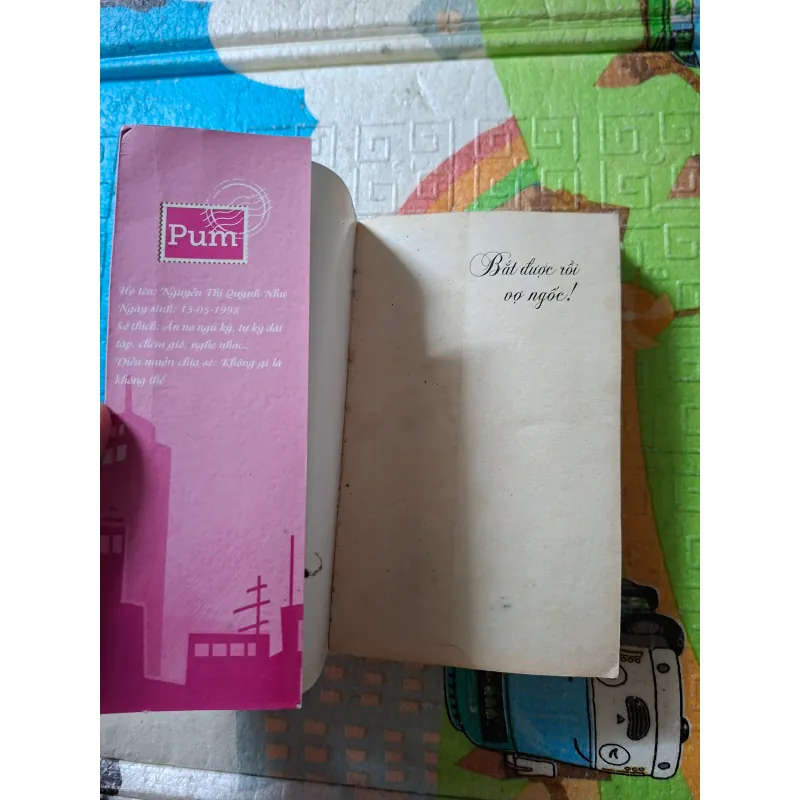 Pum
Họ tên: Nguyễn Thị Quỳnh Như
Ngày sinh: 13-05-1998
Sở thích: Ăn no ngủ kỹ, tự kỷ dài
tập, chém gió, nghe nhạc...
Điều muốn chia sẻ: Không gì là
không thể
Bắt được rồi
vợ ngốc!